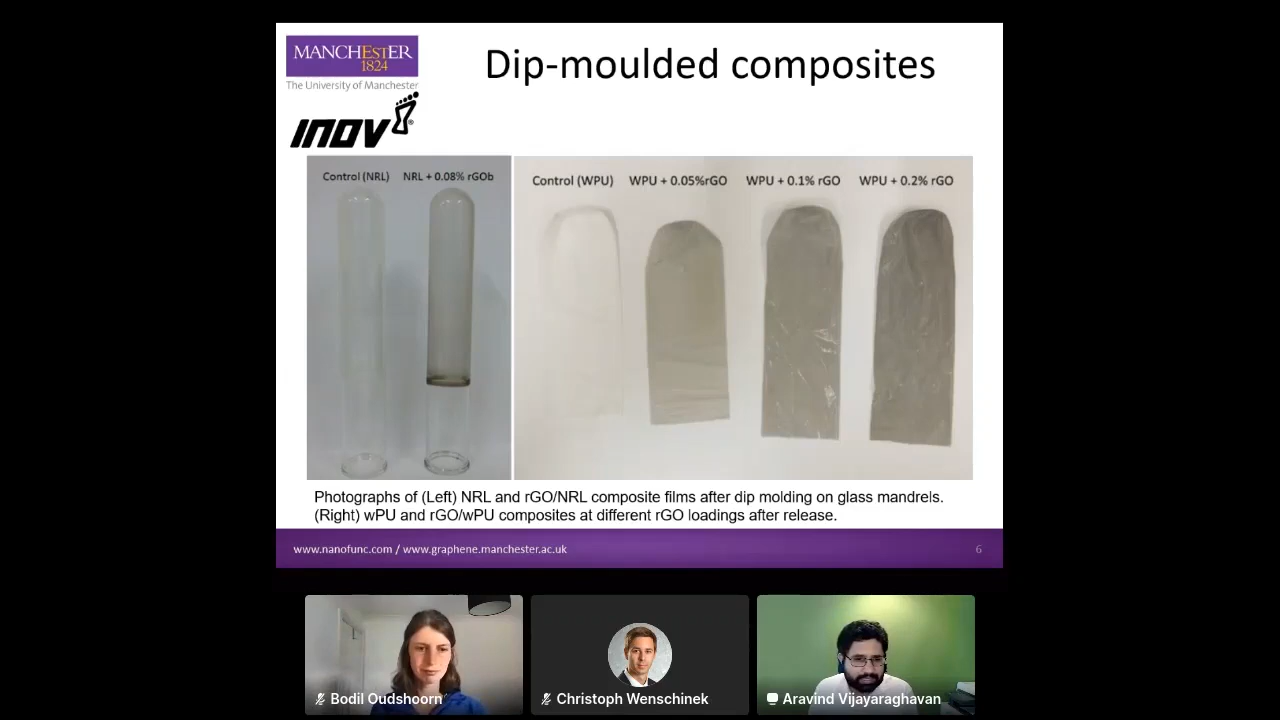 MANCHESTER
1824
The University of Manchester
INOV8
Dip-moulded composites
Control (NRL) NRL + 0.08% rGOb
Control (WPU) WPU + 0.05%rGO WPU + 0.1% rGO WPU + 0.2% rGO
Photographs of (Left) NRL and rGO/NRL composite films after dip molding on glass mandrels.
(Right) wPU and rGO/wPU composites at different rGO loadings after release.
www.nanofunc.com / www.graphene.manchester.ac.uk 6
Bodil Oudshoorn Christoph Wenschinek Aravind Vijayaraghavan